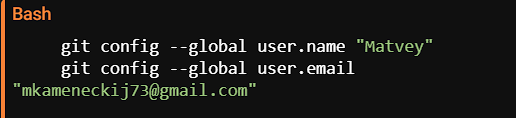 Bash
git config --global user.name "Matvey"
git config --global user.email
"mkameneckij73@gmail.com"